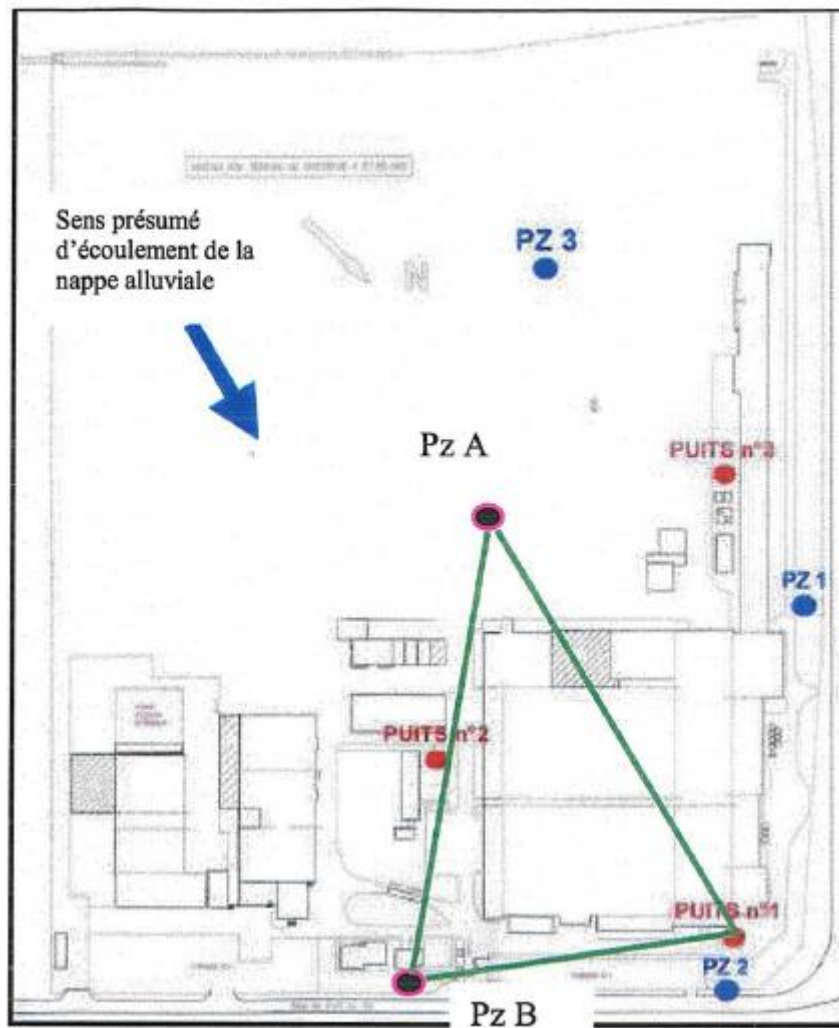 Sens présumé
d'écoulement de la
nappe alluviale
N
PZ 3
Pz A
PUITS n°3
PZ 1
PUITS n°2
PUITS n°1
PZ 2
Pz B